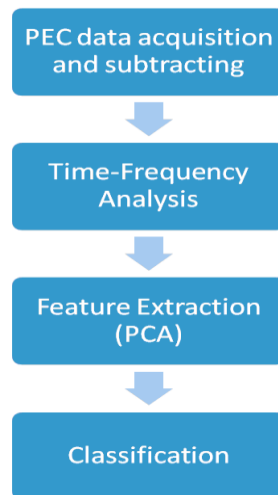 PEC data acquisition
and subtracting
Time-Frequency
Analysis
Feature Extraction
(PCA)
Classification